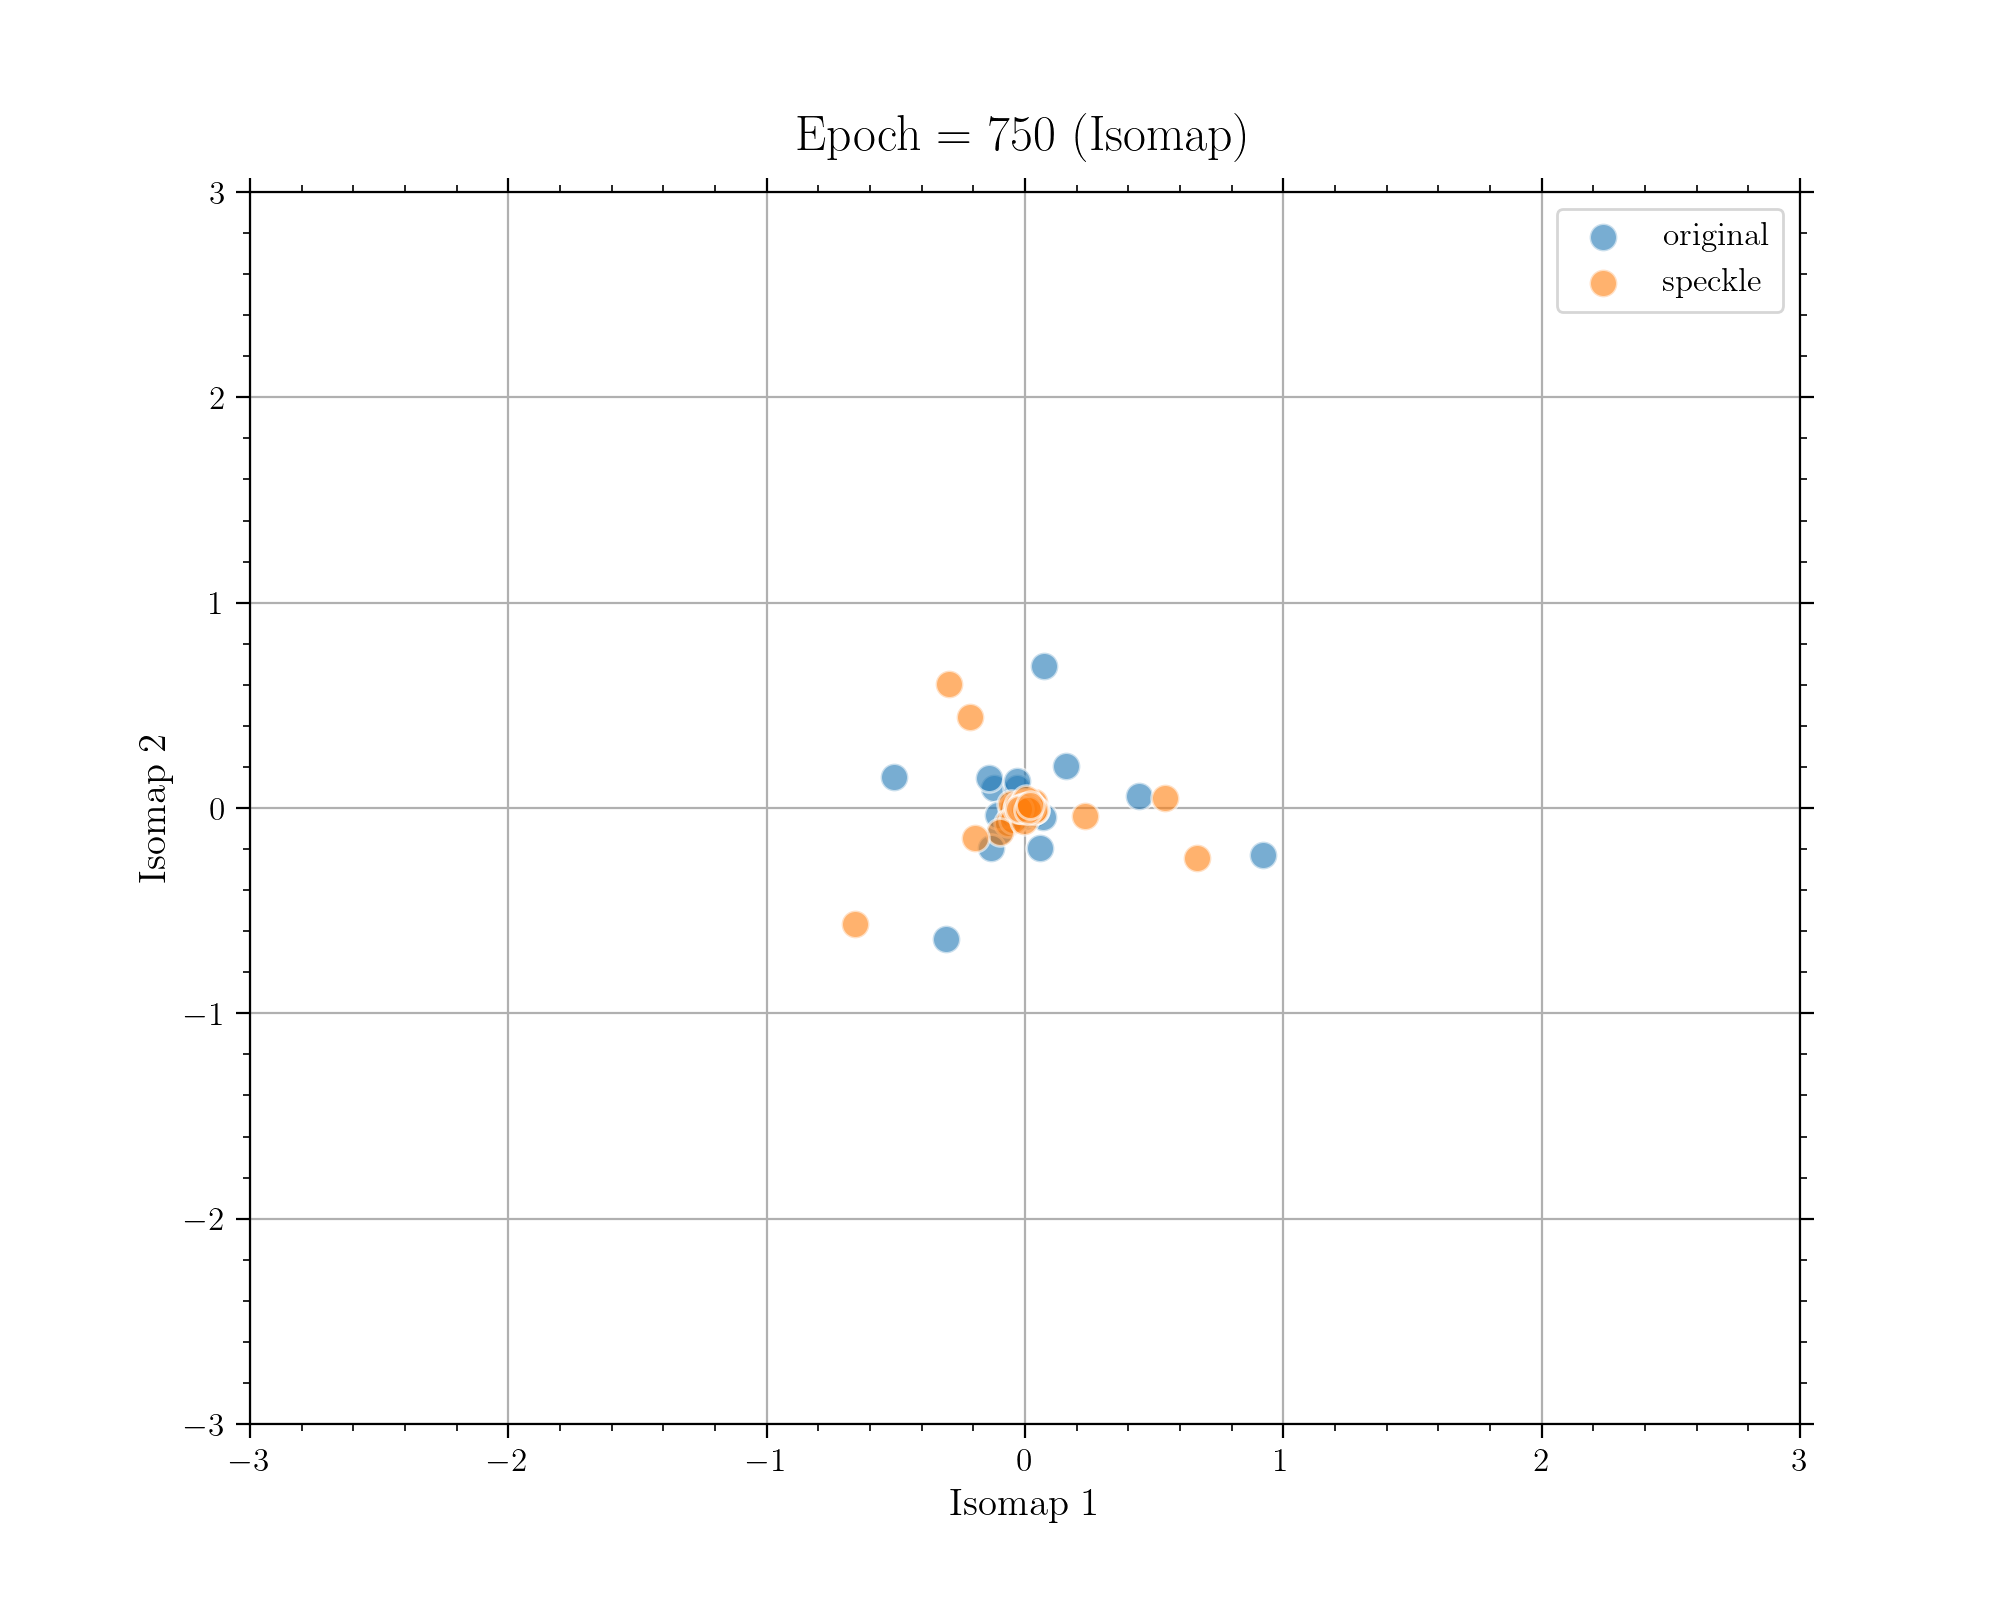 Epoch = 750 (Isomap)
original
speckle
3
2
1
0
−1
−2
−3
−3
−2
−1
0
1
2
3
Isomap 2
Isomap 1